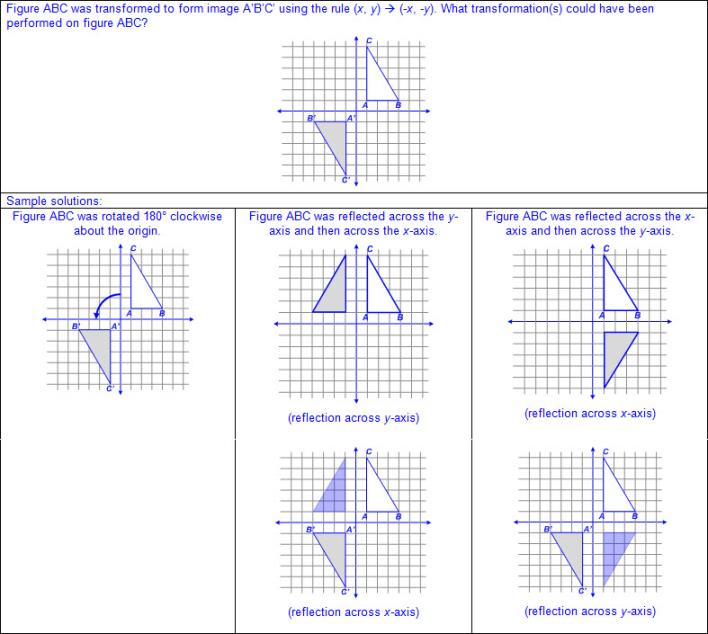 Figure ABC was transformed to form image A'B'C' using the rule (x, y) → (-x, -y). What transformation(s) could have been
performed on figure ABC?
C
A B
B' A'
C'
Sample solutions:
Figure ABC was rotated 180° clockwise
about the origin.
C
A B
B' A'
C'
Figure ABC was reflected across the y-
axis and then across the x-axis.
C
A B
(reflection across y-axis)
C
A B
B' A'
C'
(reflection across x-axis)
Figure ABC was reflected across the x-
axis and then across the y-axis.
C
A B
(reflection across x-axis)
C
A B
B' A'
C'
(reflection across y-axis)